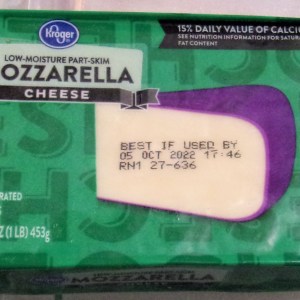 Kroger
15% DAILY VALUE OF CALCIU
SEE NUTRITION INFORMATION FOR SATUR
FAT CONTENT
LOW-MOISTURE PART-SKIM
OZZARELLA
CHEESE
BEST IF USED BY
05 OCT 2022 17:46
RN1 27-636
RATED
Z (1 LB) 453g
MOZZARELLA